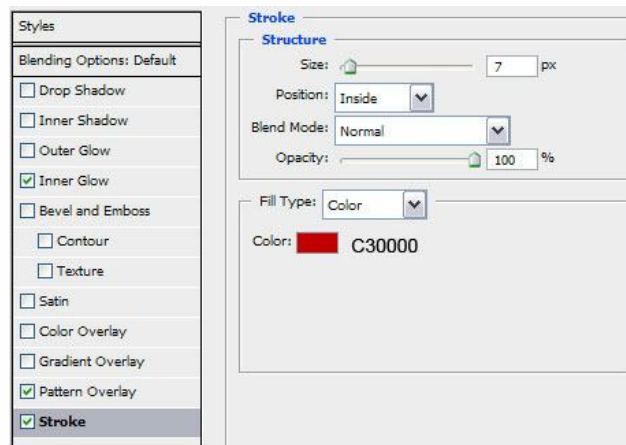 Styles
Blending Options: Default
Drop Shadow
Inner Shadow
Outer Glow
Inner Glow
Bevel and Emboss
Contour
Texture
Satin
Color Overlay
Gradient Overlay
Pattern Overlay
Stroke
Stroke
Structure
Size: 7 px
Position: Inside
Blend Mode: Normal
Opacity: 100 %
Fill Type: Color
Color: C30000